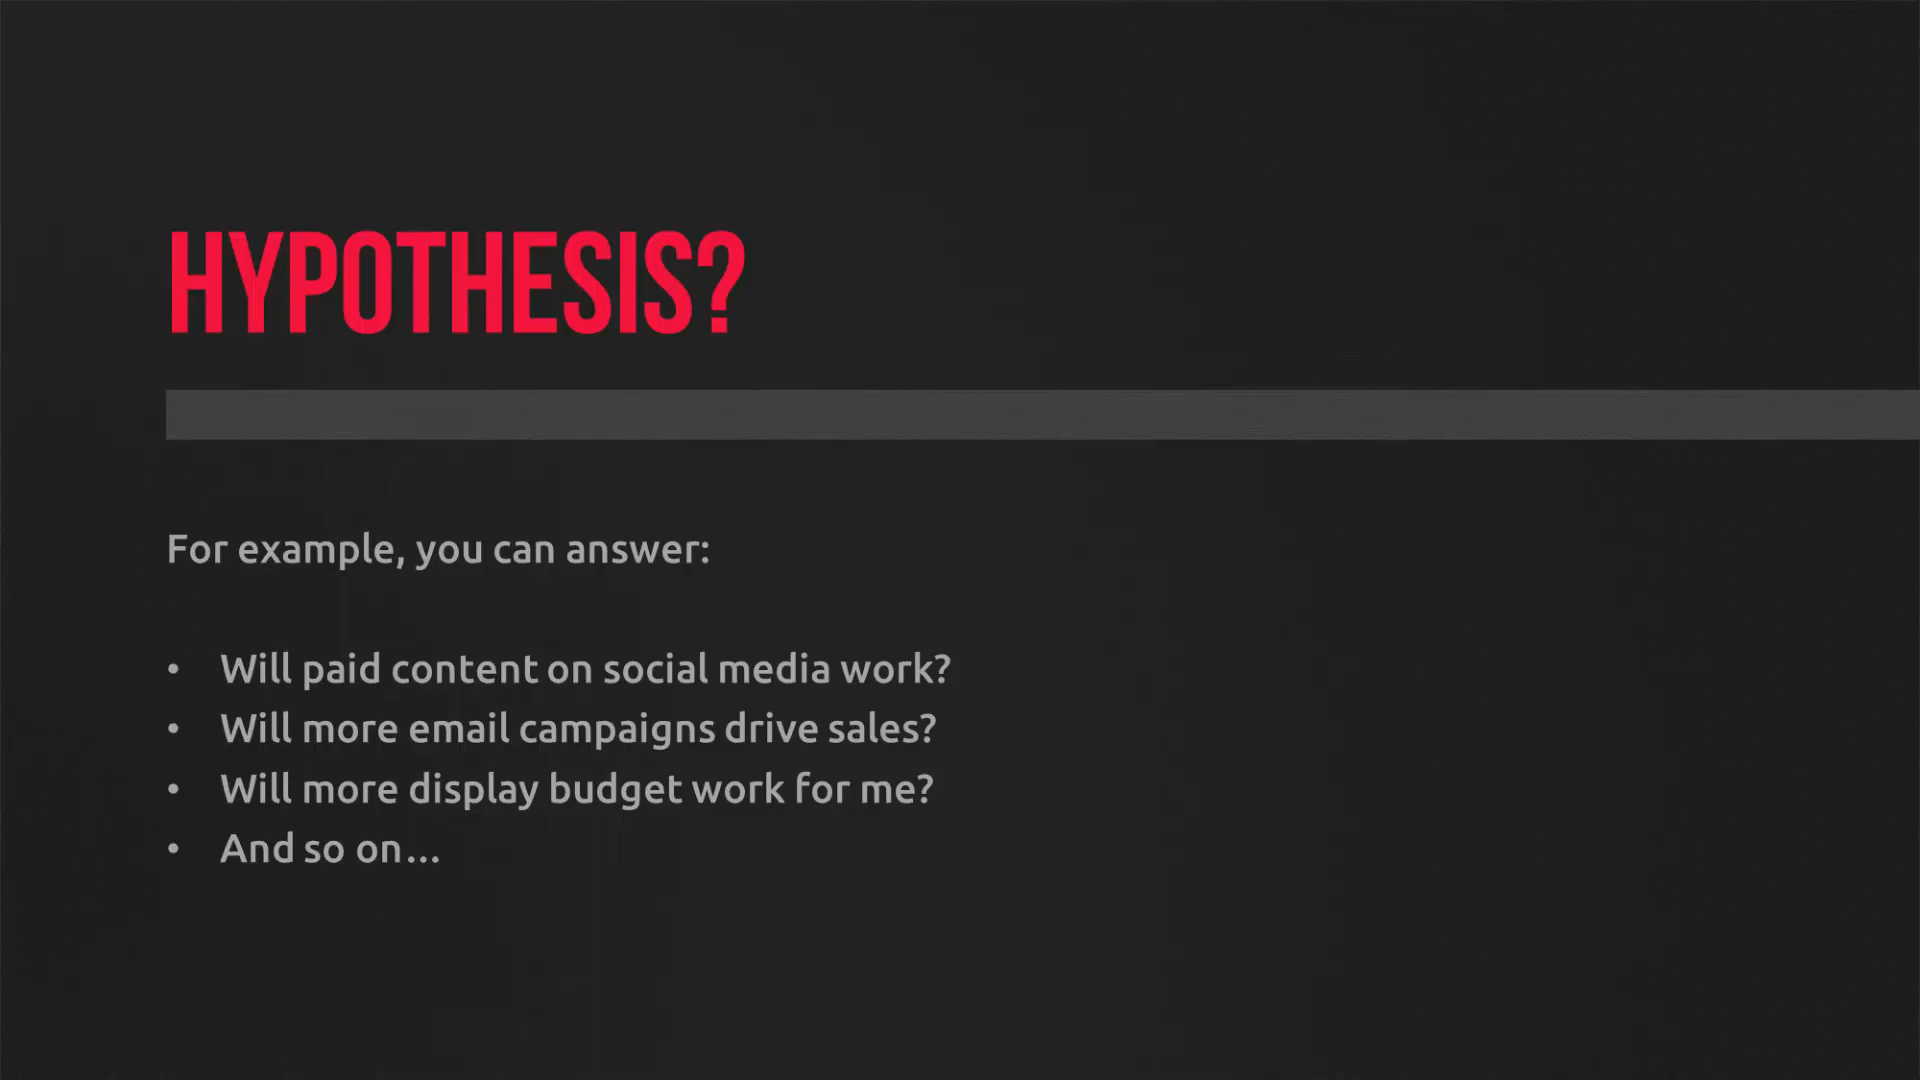 HYPOTHESIS?
For example, you can answer:
• Will paid content on social media work?
• Will more email campaigns drive sales?
• Will more display budget work for me?
• And so on...